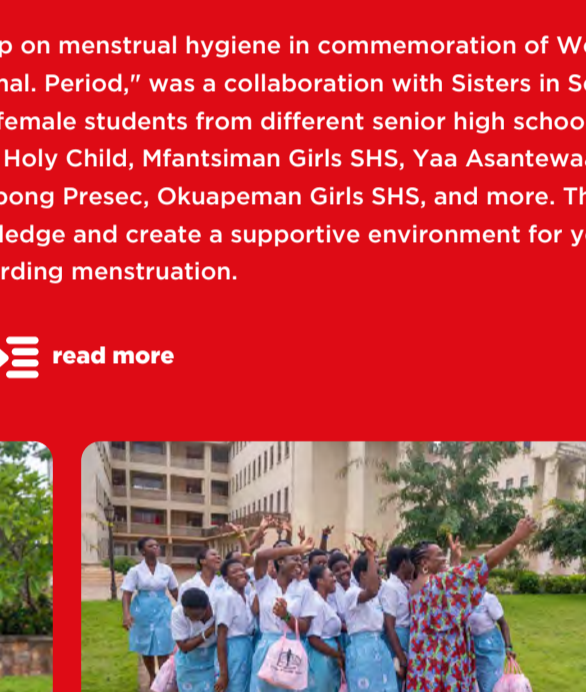 p on menstrual hygiene in commemoration of W
nal. Period," was a collaboration with Sisters in S
female students from different senior high schoo
Holy Child, Mfantsiman Girls SHS, Yaa Asantewa
pong Presec, Okuapeman Girls SHS, and more. Th
ledge and create a supportive environment for y
rding menstruation.
read more